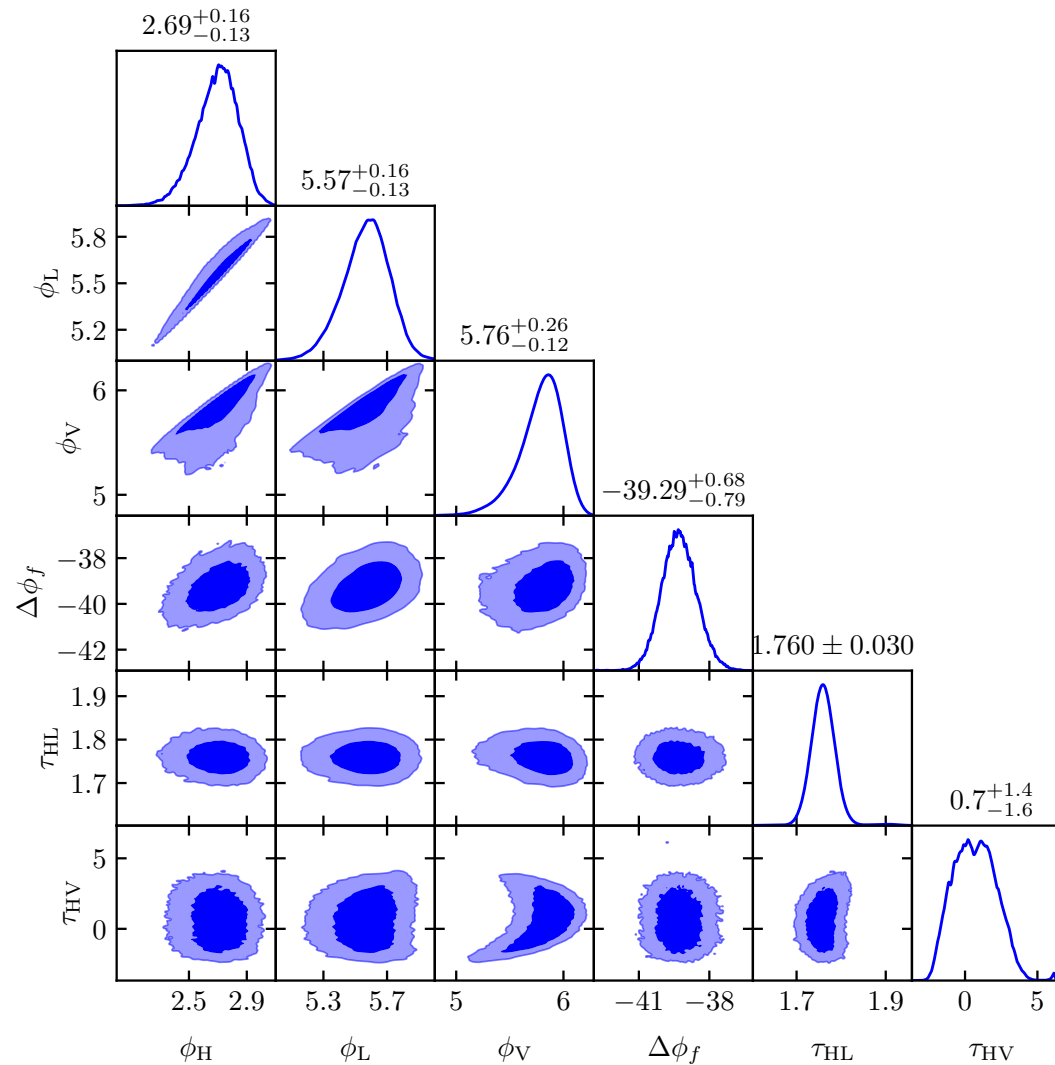 2.69^{+0.16}_{-0.13}
5.57^{+0.16}_{-0.13}
5.8
5.5
5.2
ϕ_L
5.76^{+0.26}_{-0.12}
6
5
ϕ_V
−39.29^{+0.68}_{-0.79}
−38
−40
−42
Δϕ_f
1.760 ± 0.030
1.9
1.8
1.7
τ_HL
0.7^{+1.4}_{-1.6}
5
0
τ_HV
2.5 2.9 5.3 5.7 5 6 −41 −38 1.7 1.9 0 5
ϕ_H ϕ_L ϕ_V Δϕ_f τ_HL τ_HV